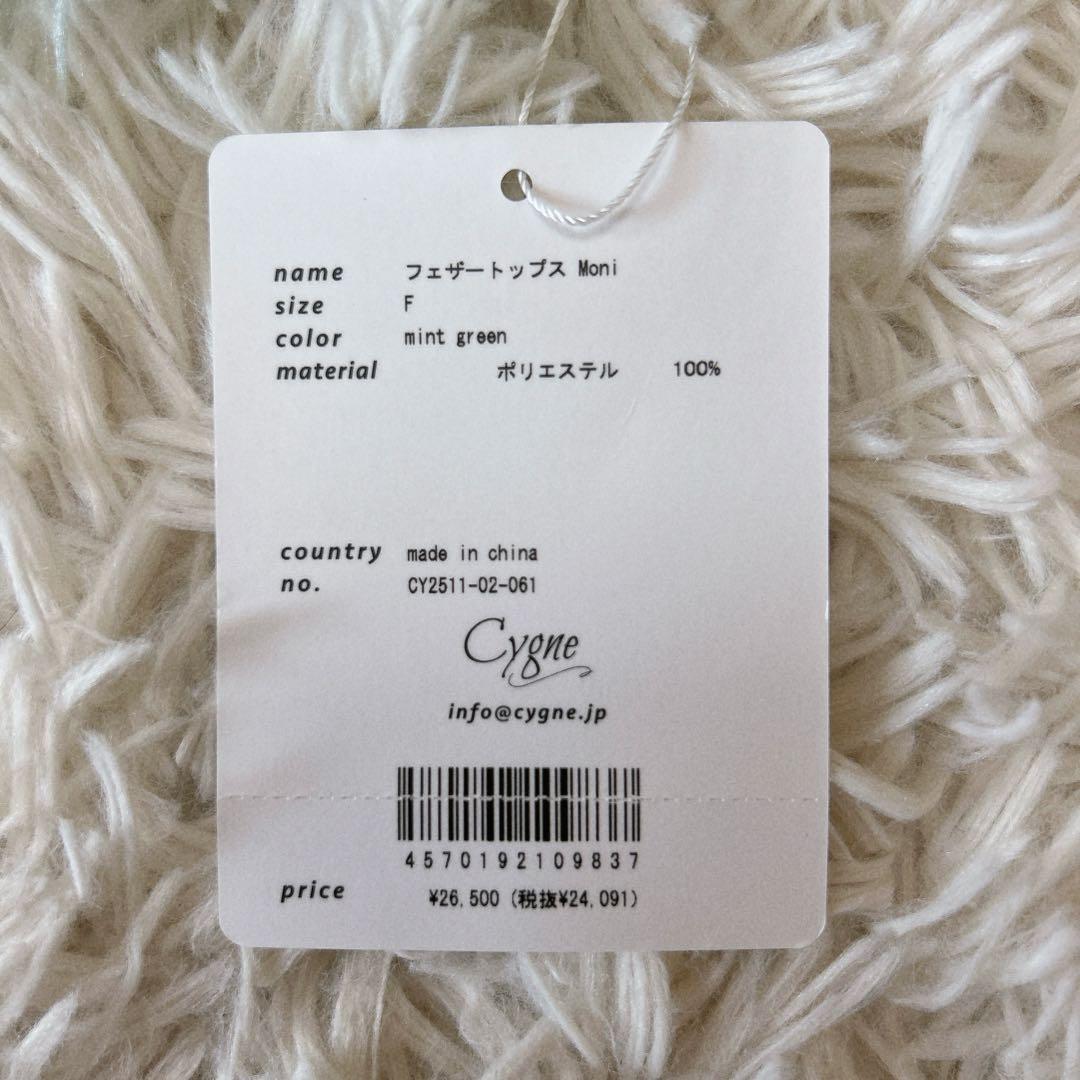 name フェザートップス Moni
size F
color mint green
material ポリエステル 100%
country made in china
no. CY2511-02-061
Cygne
info@cygne.jp
4570192109837
price ¥26,500 (税抜¥24,091)